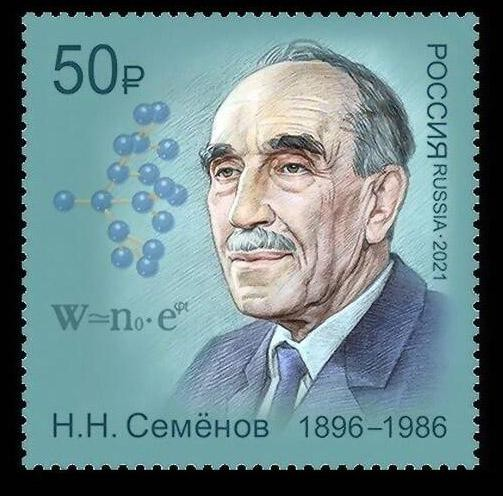 50₽
РОССИЯ RUSSIA·2021
W≃n₀·e^φt
Н.Н. Семёнов 1896–1986